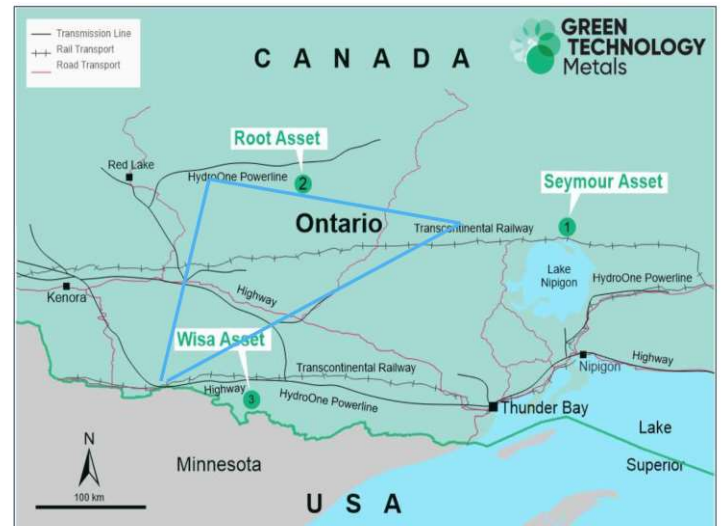 Transmission Line
Rail Transport
Road Transport
CANADA
GREEN
TECHNOLOGY
Metals
Root Asset
Red Lake
HydroOne Powerline
2
Seymour Asset
1
Ontario
Transcontinental Railway
Lake
Nipigon
HydroOne Powerline
Kenora
Highway
Wisa Asset
Transcontinental Railway
Nipigon
Highway
Highway
3
HydroOne Powerline
Thunder Bay
N
Minnesota
Lake
Superior
100 km
USA